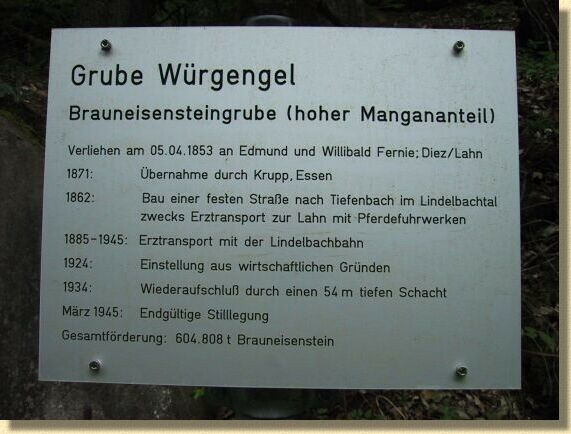 Grube Würgengel
Brauneisensteingrube (hoher Mangananteil)
Verliehen am 05.04.1853 an Edmund und Willibald Fernie; Diez/Lahn
1871: Übernahme durch Krupp, Essen
1862: Bau einer festen Straße nach Tiefenbach im Lindelbachtal
zwecks Erztransport zur Lahn mit Pferdefuhrwerken
1885-1945: Erztransport mit der Lindelbachbahn
1924: Einstellung aus wirtschaftlichen Gründen
1934: Wiederaufschluß durch einen 54 m tiefen Schacht
März 1945: Endgültige Stilllegung
Gesamtförderung: 604.808 t Brauneisenstein